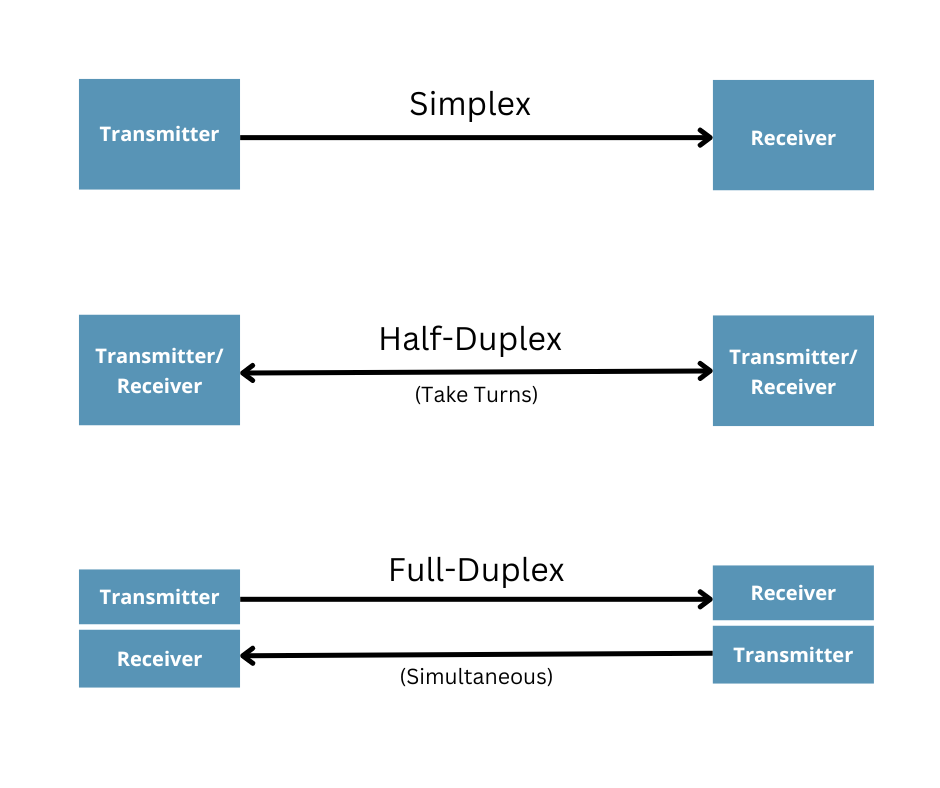 Simplex
Transmitter
Receiver
Half-Duplex
Transmitter/
Receiver
(Take Turns)
Transmitter/
Receiver
Full-Duplex
Transmitter
Receiver
Receiver
Transmitter
(Simultaneous)